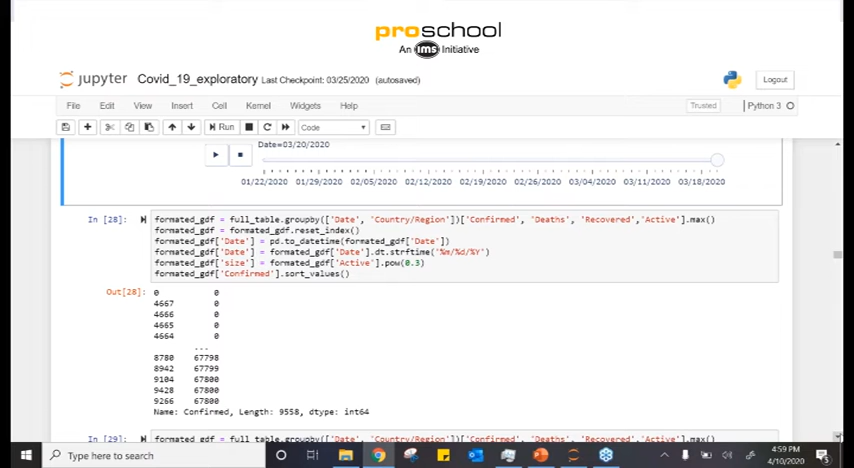 proschool
An ims Initiative
jupyter Covid_19_exploratory Last Checkpoint: 03/25/2020 (autosaved)
Logout
File Edit View Insert Cell Kernel Widgets Help
Trusted
Python 3
Run
Code
Date=03/20/2020
01/22/2020 01/29/2020 02/05/2020 02/12/2020 02/19/2020 02/26/2020 03/04/2020 03/11/2020 03/18/2020
In [28]: formated_gdf = full_table.groupby(['Date', 'Country/Region'])['Confirmed', 'Deaths', 'Recovered','Active'].max()
formated_gdf = formated_gdf.reset_index()
formated_gdf['Date'] = pd.to_datetime(formated_gdf['Date'])
formated_gdf['Date'] = formated_gdf['Date'].dt.strftime('%m/%d/%Y')
formated_gdf['size'] = formated_gdf['Active'].pow(0.3)
formated_gdf['Confirmed'].sort_values()
Out[28]: 0 0
4667 0
4666 0
4665 0
4664 0
...
8780 67798
8942 67799
9104 67800
9428 67800
9266 67800
Name: Confirmed, Length: 9558, dtype: int64
In [29]: formated_gdf = full_table.groupby(['Date', 'Country/Region'])['Confirmed', 'Deaths', 'Recovered','Active'].max()
Type here to search
4:59 PM
4/10/2020